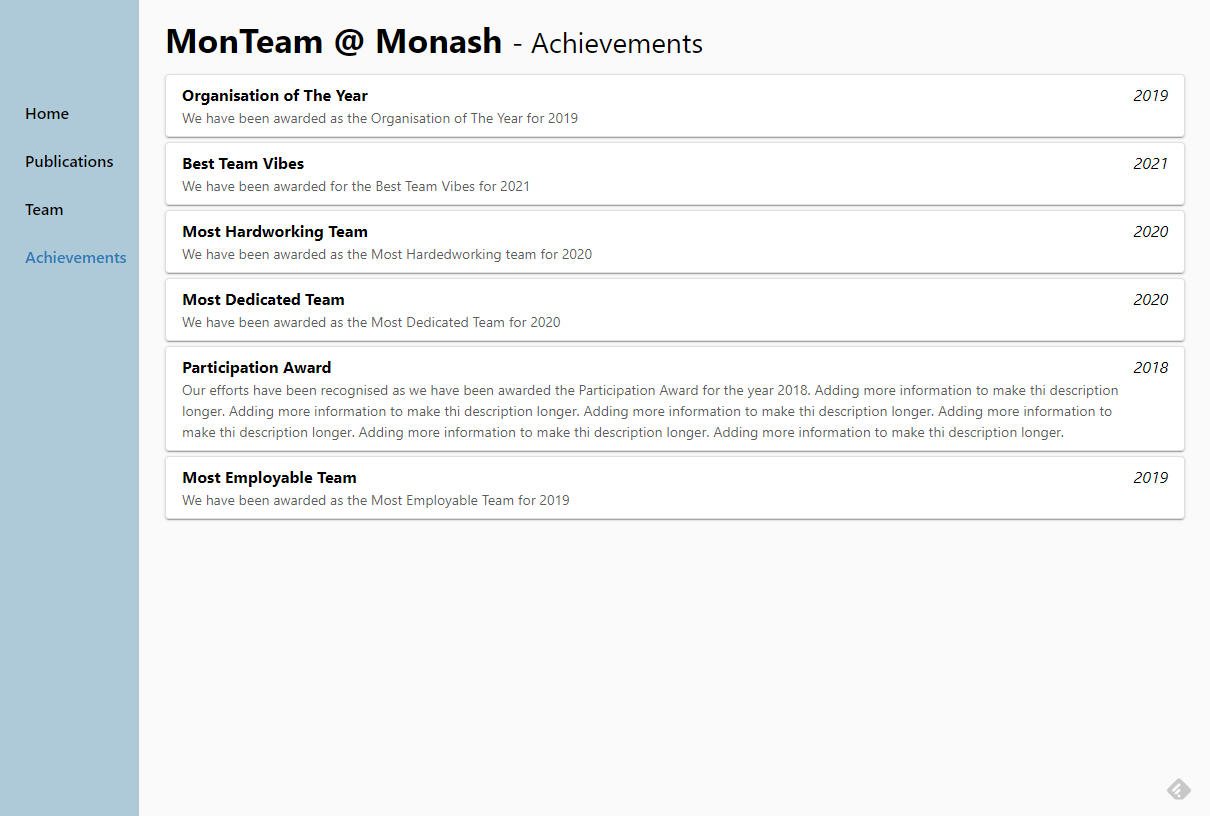 MonTeam @ Monash - Achievements
Home
Publications
Team
Achievements
Organisation of The Year 2019
We have been awarded as the Organisation of The Year for 2019
Best Team Vibes 2021
We have been awarded for the Best Team Vibes for 2021
Most Hardworking Team 2020
We have been awarded as the Most Hardedworking team for 2020
Most Dedicated Team 2020
We have been awarded as the Most Dedicated Team for 2020
Participation Award 2018
Our efforts have been recognised as we have been awarded the Participation Award for the year 2018. Adding more information to make thi description
longer. Adding more information to make thi description longer. Adding more information to make thi description longer. Adding more information to
make thi description longer. Adding more information to make thi description longer. Adding more information to make thi description longer.
Most Employable Team 2019
We have been awarded as the Most Employable Team for 2019